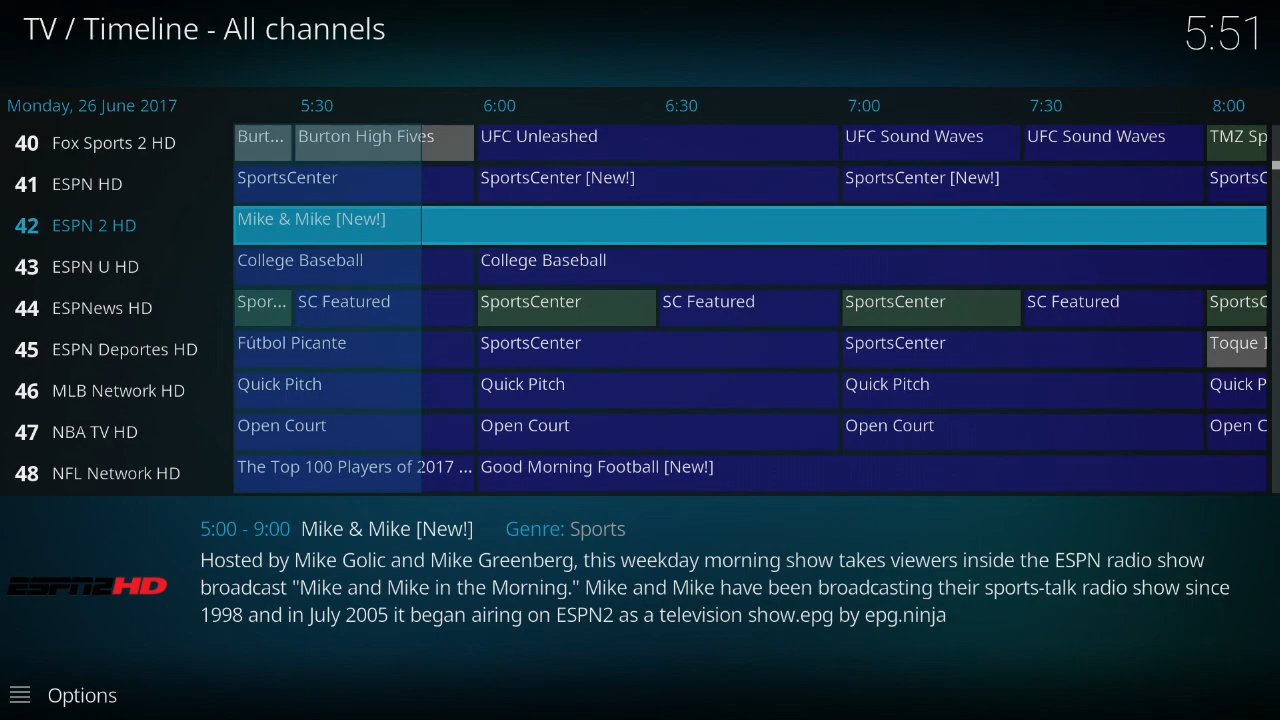 TV / Timeline - All channels 5:51
Monday, 26 June 2017 5:30 6:00 6:30 7:00 7:30 8:00
40 Fox Sports 2 HD Burt... Burton High Fives UFC Unleashed UFC Sound Waves UFC Sound Waves TMZ Sp
41 ESPN HD SportsCenter SportsCenter [New!] SportsCenter [New!] SportsC
42 ESPN 2 HD Mike & Mike [New!]
43 ESPN U HD College Baseball College Baseball
44 ESPNews HD Spor... SC Featured SportsCenter SC Featured SportsCenter SC Featured SportsC
45 ESPN Deportes HD Fútbol Picante SportsCenter SportsCenter Toque I
46 MLB Network HD Quick Pitch Quick Pitch Quick Pitch Quick P
47 NBA TV HD Open Court Open Court Open Court Open C
48 NFL Network HD The Top 100 Players of 2017 ... Good Morning Football [New!]
5:00 - 9:00 Mike & Mike [New!] Genre: Sports
Hosted by Mike Golic and Mike Greenberg, this weekday morning show takes viewers inside the ESPN radio show
ESPN2HD broadcast "Mike and Mike in the Morning." Mike and Mike have been broadcasting their sports-talk radio show since
1998 and in July 2005 it began airing on ESPN2 as a television show.epg by epg.ninja
Options